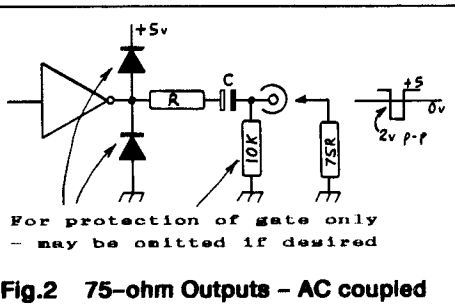 +5v
R
C
10K
75R
+5
0v
2v p-p
For protection of gate only
- may be omitted if desired
Fig.2 75-ohm Outputs - AC coupled